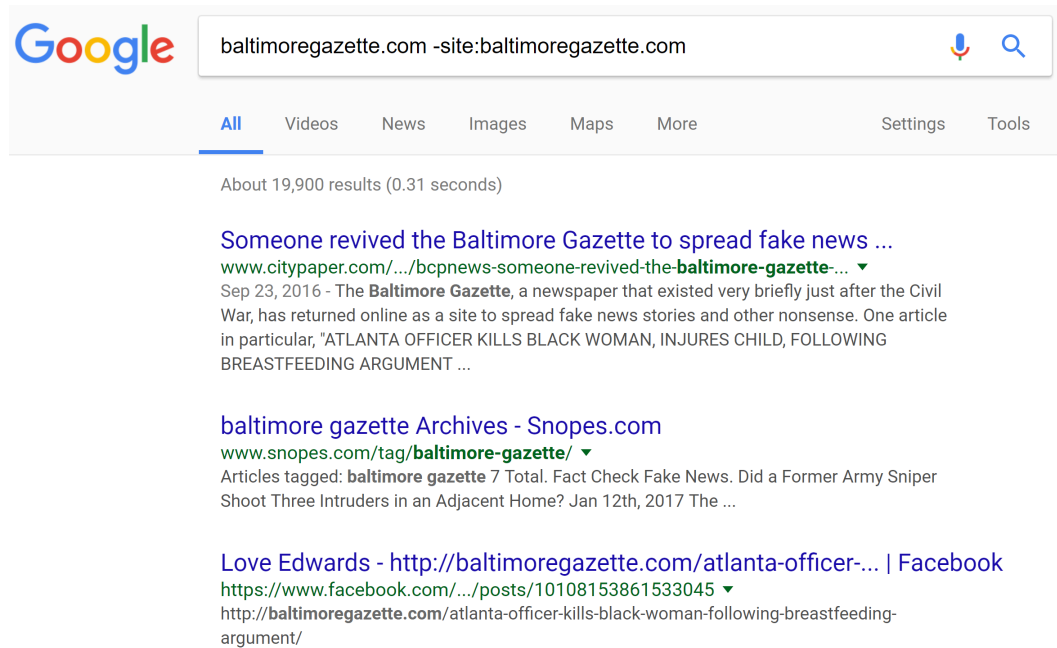 Google
baltimoregazette.com -site:baltimoregazette.com
All Videos News Images Maps More Settings Tools
About 19,900 results (0.31 seconds)
Someone revived the Baltimore Gazette to spread fake news ...
www.citypaper.com/.../bcpnews-someone-revived-the-baltimore-gazette-...
Sep 23, 2016 - The Baltimore Gazette, a newspaper that existed very briefly just after the Civil
War, has returned online as a site to spread fake news stories and other nonsense. One article
in particular, "ATLANTA OFFICER KILLS BLACK WOMAN, INJURES CHILD, FOLLOWING
BREASTFEEDING ARGUMENT ...
baltimore gazette Archives - Snopes.com
www.snopes.com/tag/baltimore-gazette/
Articles tagged: baltimore gazette 7 Total. Fact Check Fake News. Did a Former Army Sniper
Shoot Three Intruders in an Adjacent Home? Jan 12th, 2017 The ...
Love Edwards - http://baltimoregazette.com/atlanta-officer-... | Facebook
https://www.facebook.com/.../posts/10108153861533045
http://baltimoregazette.com/atlanta-officer-kills-black-woman-following-breastfeeding-
argument/